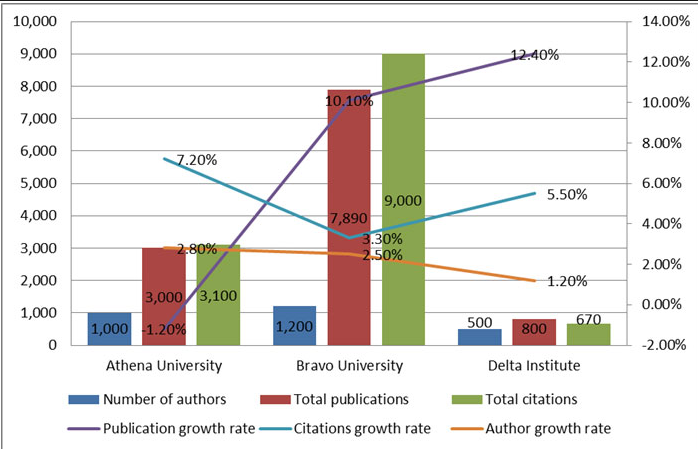 10,000 14.00%
9,000 12.40% 12.00%
8,000 10.10% 10.00%
7,000 8.00%
6,000 7.20%
5,000 9,000 5.50% 6.00%
4,000 7,890 3.30% 4.00%
3,000 2.80% 2.50% 2.00%
2,000 3,000 3,100 1.20%
1,000 1,000 -1.20% 1,200 500 800 670 0.00%
0 -2.00%
Athena University Bravo University Delta Institute
Number of authors Total publications Total citations
Publication growth rate Citations growth rate Author growth rate